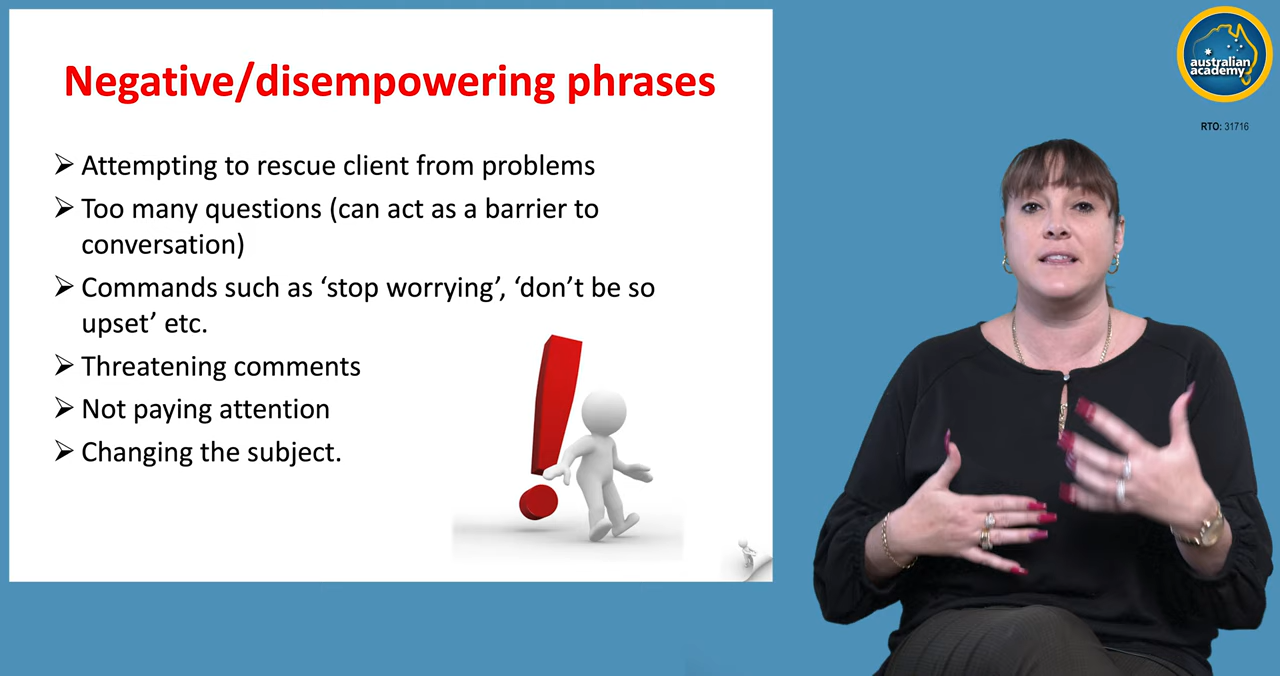 Negative/disempowering phrases
➢ Attempting to rescue client from problems
➢ Too many questions (can act as a barrier to
conversation)
➢ Commands such as ‘stop worrying’, ‘don’t be so
upset’ etc.
➢ Threatening comments
➢ Not paying attention
➢ Changing the subject.
australian
academy
RTO: 31716